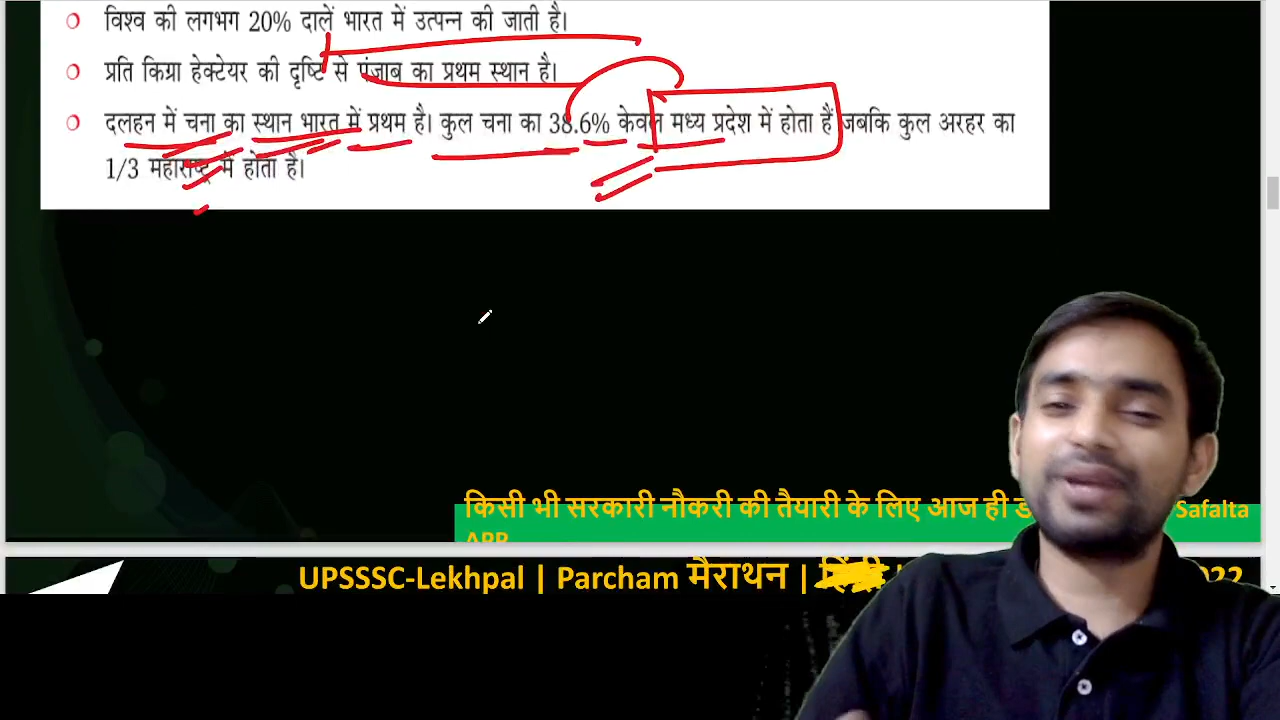 विश्व की लगभग 20% दालें भारत में उत्पन्न की जाती है।
प्रति किग्रा हेक्टेयर की दृष्टि से पंजाब का प्रथम स्थान है।
दलहन में चना का स्थान भारत में प्रथम है। कुल चना का 38.6% केवल मध्य प्रदेश में होता हैं जबकि कुल अरहर का
1/3 महाराष्ट्र में होता है।
किसी भी सरकारी नौकरी की तैयारी के लिए आज ही Safalta
APP
UPSSSC-Lekhpal | Parcham मैराथन | हिंदी